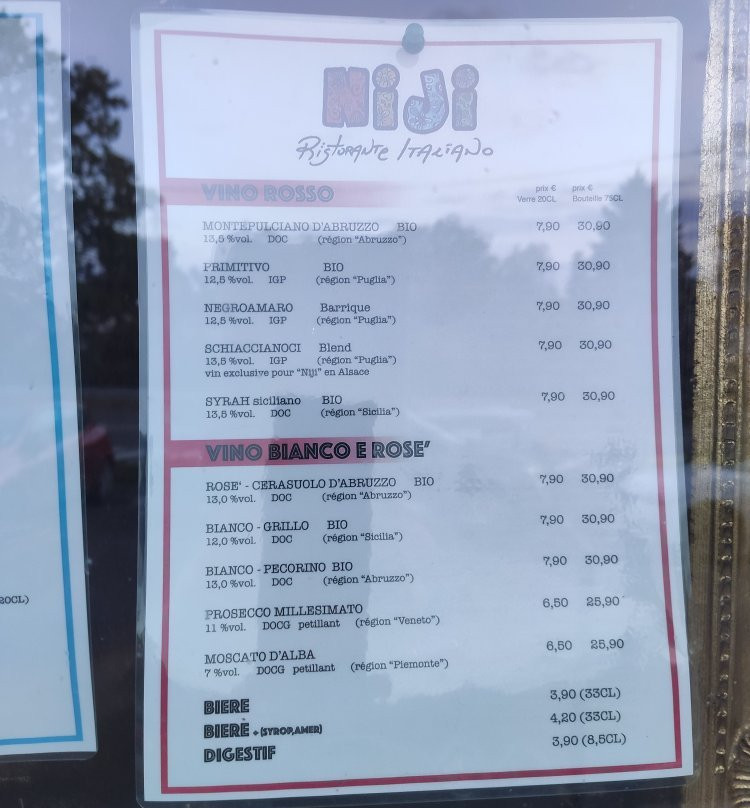 NiJi
Ristorante Italiano
VINO ROSSO
prix € prix €
Verre 20CL Bouteille 75CL
MONTEPULCIANO D'ABRUZZO BIO 7,90 30,90
13,5 %vol. DOC (région "Abruzzo")
PRIMITIVO BIO 7,90 30,90
12,5 %vol. IGP (région "Puglia")
NEGROAMARO Barrique 7,90 30,90
12,5 %vol. IGP (région "Puglia")
SCHIACCIANOCI Blend 7,90 30,90
13,5 %vol. IGP (région "Puglia")
vin exclusive pour "Niji" en Alsace
SYRAH siciliano BIO 7,90 30,90
13,5 %vol. DOC (région "Sicilia")
VINO BIANCO E ROSE'
ROSE' - CERASUOLO D'ABRUZZO BIO 7,90 30,90
13,0 %vol. DOC (région "Abruzzo")
BIANCO - GRILLO BIO 7,90 30,90
12,0 %vol. DOC (région "Sicilia")
BIANCO - PECORINO BIO 7,90 30,90
13,0 %vol. DOC (région "Abruzzo")
PROSECCO MILLESIMATO 6,50 25,90
11 %vol. DOCG petillant (région "Veneto")
MOSCATO D'ALBA 6,50 25,90
7 %vol. DOCG petillant (région "Piemonte")
BIERE 3,90 (33CL)
BIERE + (SYROP,AMER) 4,20 (33CL)
DIGESTIF 3,90 (8,5CL)
20CL)